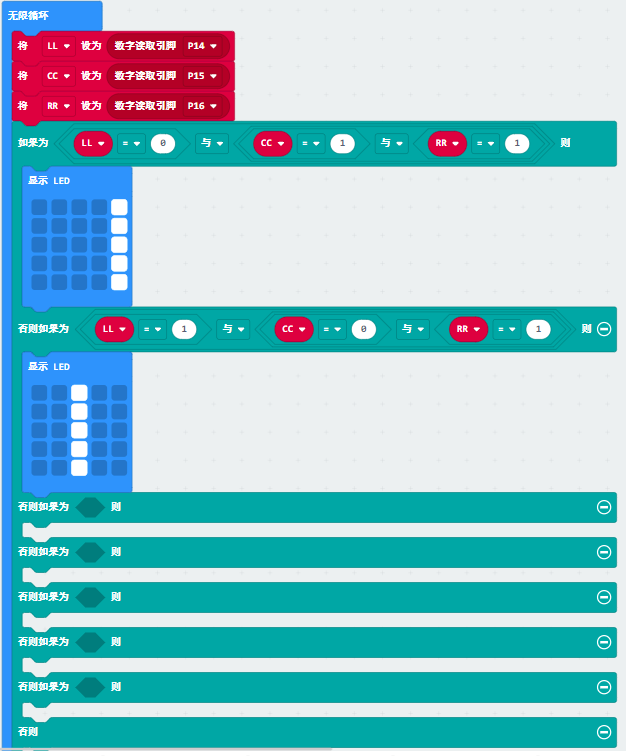 无限循环
将 LL 设为 数字读取引脚 P14
将 CC 设为 数字读取引脚 P15
将 RR 设为 数字读取引脚 P16
如果为 LL = 0 与 CC = 1 与 RR = 1 则
显示 LED
否则如果为 LL = 1 与 CC = 0 与 RR = 1 则
显示 LED
否则如果为 则
否则如果为 则
否则如果为 则
否则如果为 则
否则如果为 则
否则